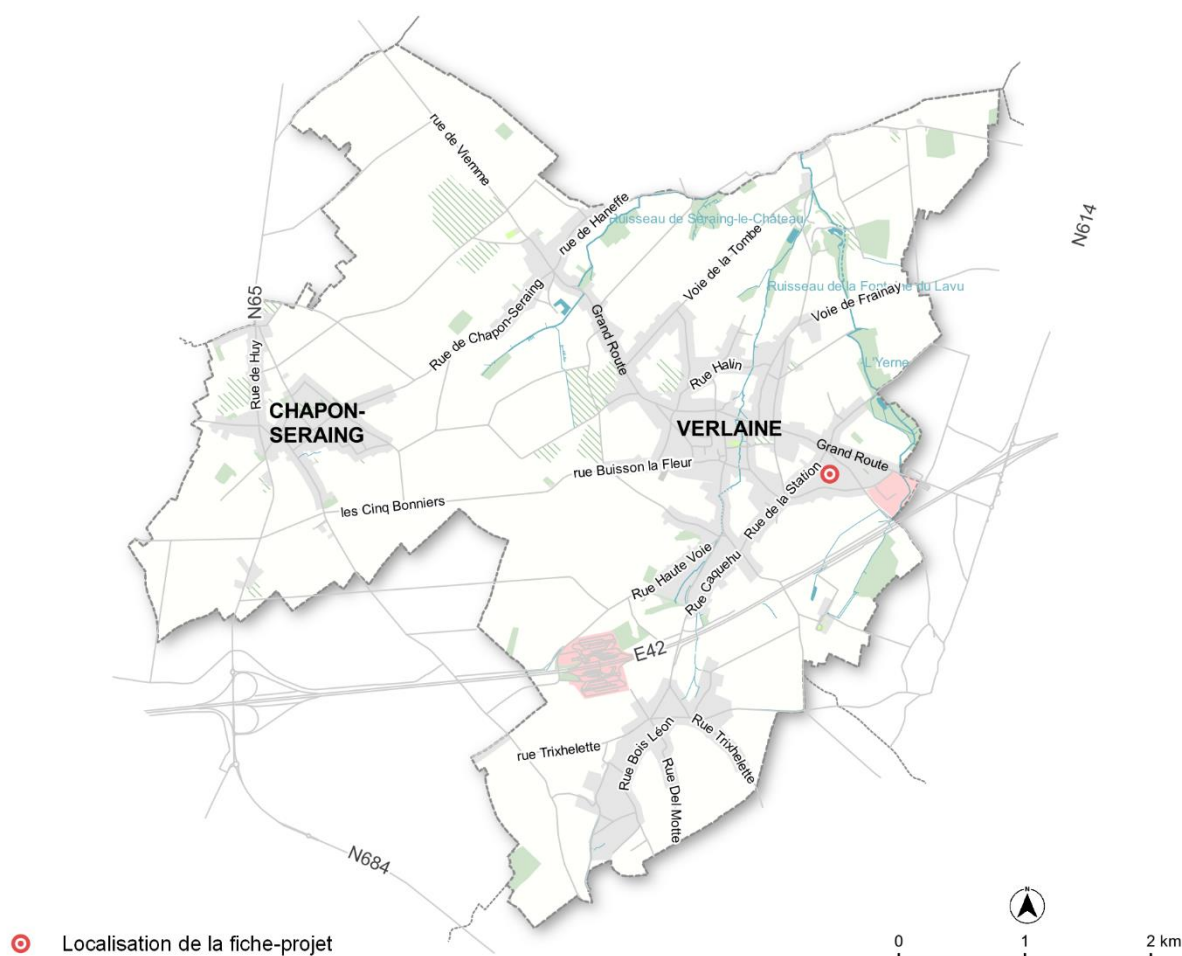 rue de Viemme
rue de Haneffe
Ruisseau de Seraing-le-Château
N614
Voie de la Tombe
Ruisseau de la Fontaine du Lavu
N65
Rue de Chapon-Seraing
Grand Route
Voie de Frainay
Rue de Huy
Rue Halin
L'Yerne
CHAPON-
SERAING
VERLAINE
Grand Route
rue Buisson la Fleur
Rue de la Station
les Cinq Bonniers
Rue Haute Voie
Rue Caquehu
E42
Rue Bois Léon
Rue Trixhelette
rue Trixhelette
Rue Del Motte
N684
N
Localisation de la fiche-projet
0 1 2 km